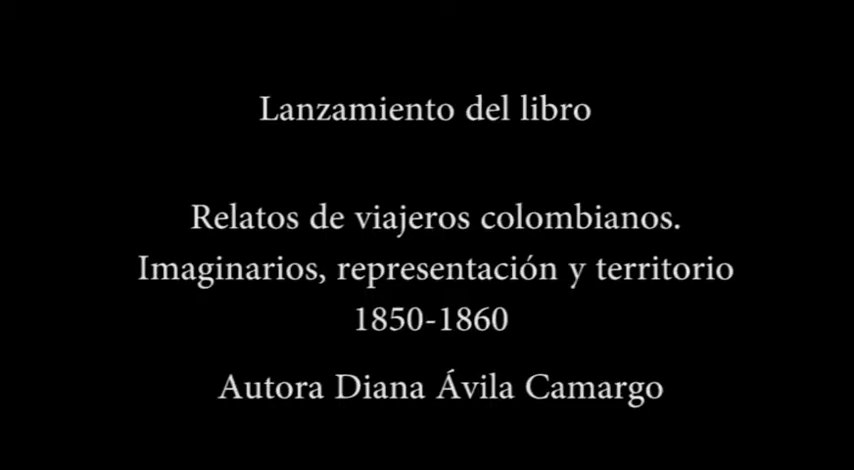 Lanzamiento del libro
Relatos de viajeros colombianos.
Imaginarios, representación y territorio
1850-1860
Autora Diana Ávila Camargo